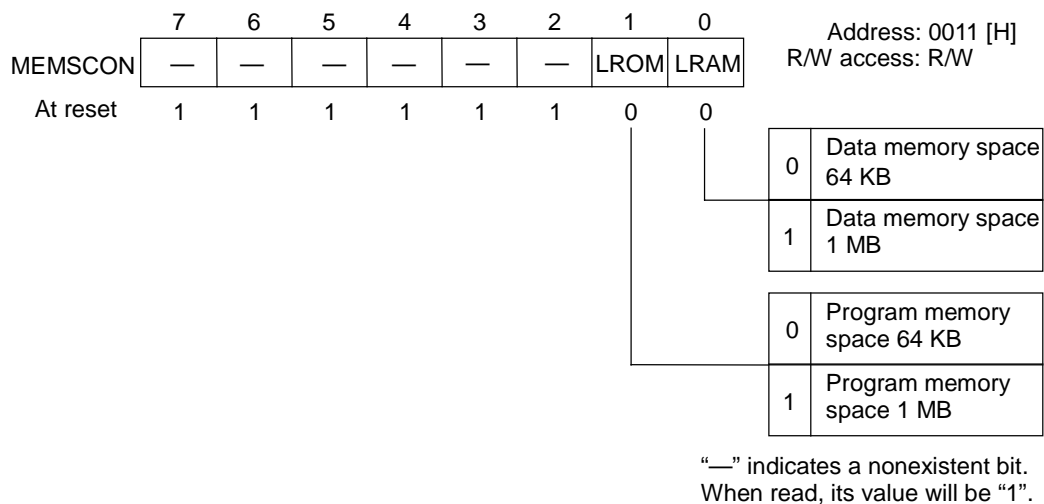 7 6 5 4 3 2 1 0
Address: 0011 [H]
R/W access: R/W
MEMSCON — — — — — — LROM LRAM
At reset 1 1 1 1 1 1 0 0
0 Data memory space
64 KB
1 Data memory space
1 MB
0 Program memory
space 64 KB
1 Program memory
space 1 MB
“—” indicates a nonexistent bit.
When read, its value will be “1”.